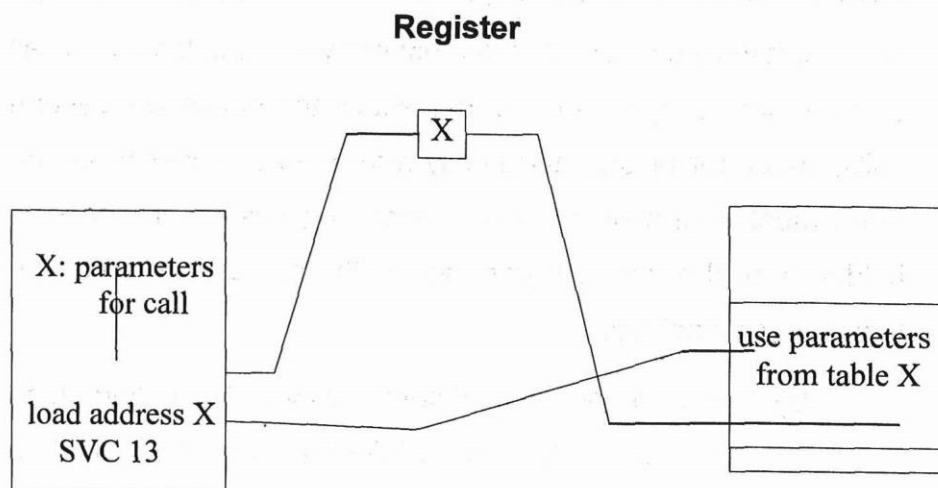 Register
X
X: parameters
for call
load address X
SVC 13
use parameters
from table X